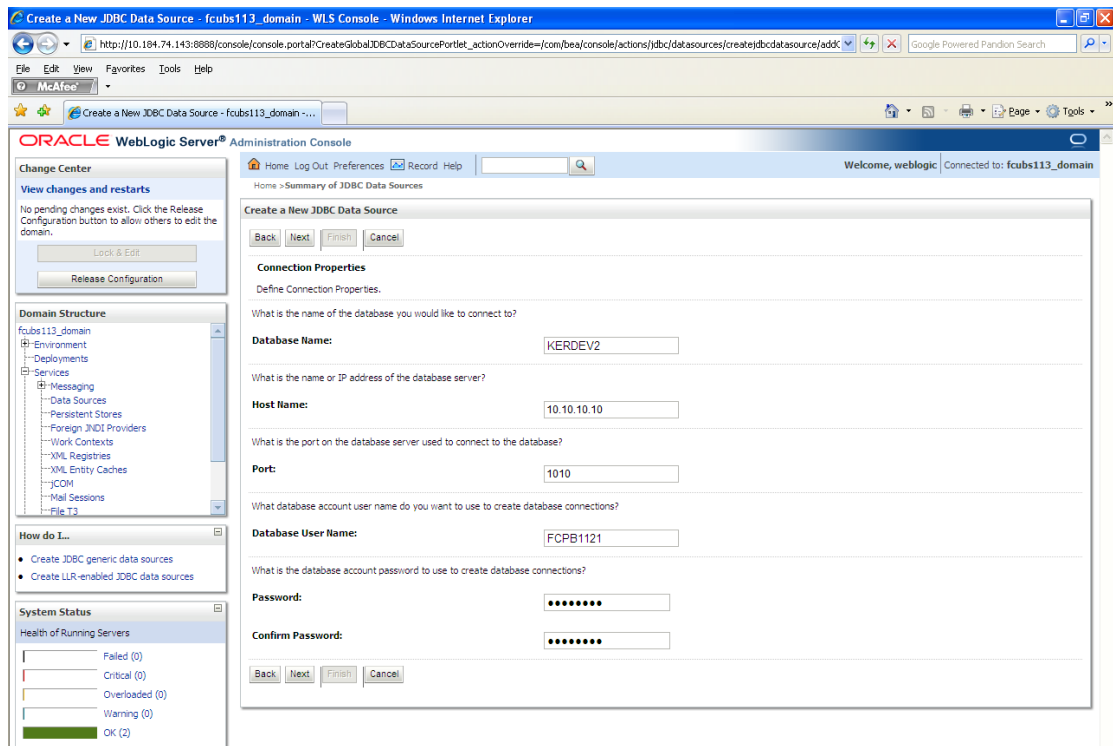 Create a New JDBC Data Source - fcubs113_domain - WLS Console - Windows Internet Explorer
http://10.184.74.143:8888/console/console.portal?CreateGlobalJDBCDataSourcePortlet_actionOverride=/com/bea/console/actions/jdbc/datasources/createjdbcdatasource/addC
Google Powered Pandion Search
File Edit View Favorites Tools Help
McAfee
Create a New JDBC Data Source - fcubs113_domain -...
Page Tools
ORACLE WebLogic Server® Administration Console
Change Center
View changes and restarts
No pending changes exist. Click the Release
Configuration button to allow others to edit the
domain.
Lock & Edit
Release Configuration
Domain Structure
fcubs113_domain
Environment
Deployments
Services
Messaging
Data Sources
Persistent Stores
Foreign JNDI Providers
Work Contexts
XML Registries
XML Entity Caches
jCOM
Mail Sessions
File T3
How do I...
Create JDBC generic data sources
Create LLR-enabled JDBC data sources
System Status
Health of Running Servers
Failed (0)
Critical (0)
Overloaded (0)
Warning (0)
OK (2)
Home Log Out Preferences Record Help
Welcome, weblogic Connected to: fcubs113_domain
Home >Summary of JDBC Data Sources
Create a New JDBC Data Source
Back Next Finish Cancel
Connection Properties
Define Connection Properties.
What is the name of the database you would like to connect to?
Database Name: KERDEV2
What is the name or IP address of the database server?
Host Name: 10.10.10.10
What is the port on the database server used to connect to the database?
Port: 1010
What database account user name do you want to use to create database connections?
Database User Name: FCPB1121
What is the database account password to use to create database connections?
Password: ●●●●●●●●
Confirm Password: ●●●●●●●●
Back Next Finish Cancel